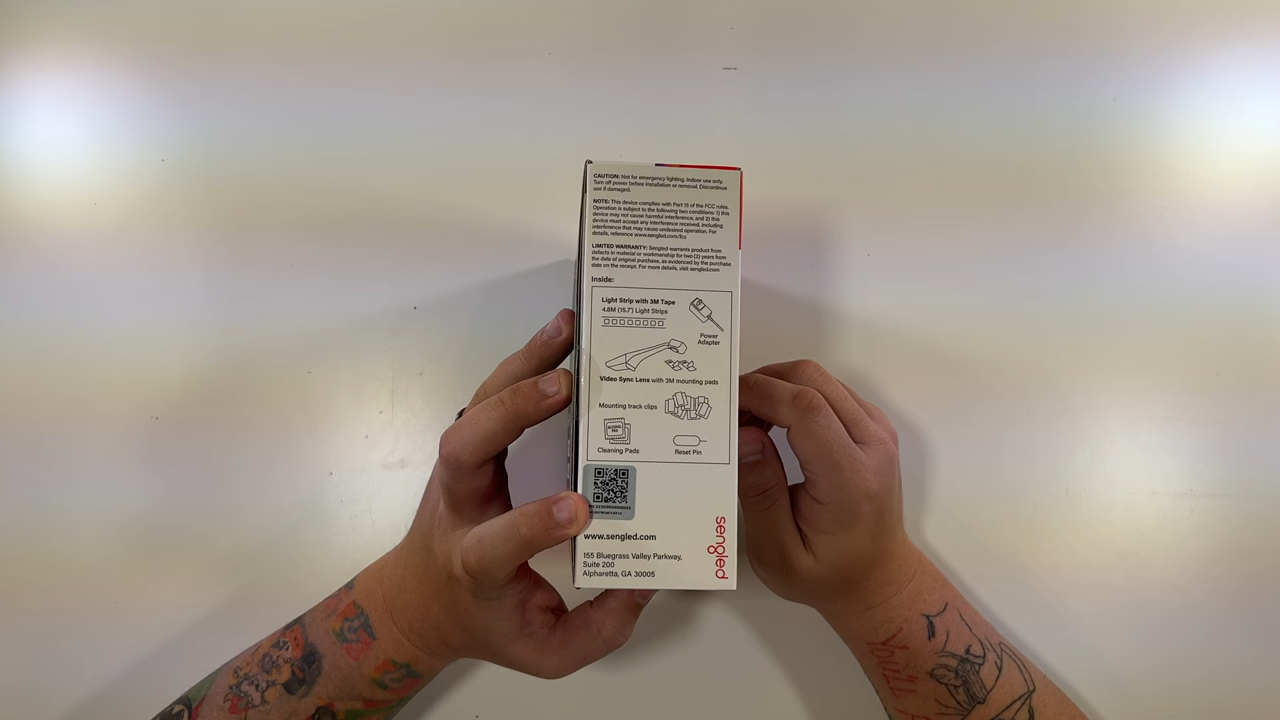 CAUTION: Not for emergency lighting. Indoor use only.
Turn off power before installation or removal. Discontinue
use if damaged.
NOTE: This device complies with Part 15 of the FCC rules.
Operation is subject to the following two conditions: 1) this
device may not cause harmful interference, and 2) this
device must accept any interference received, including
interference that may cause undesired operation. For
details, reference www.sengled.com/fcc
LIMITED WARRANTY: Sengled warrants product from
defects in material or workmanship for two (2) years from
the date of original purchase, as evidenced by the purchase
date on the receipt. For more details, visit sengled.com
Inside:
Light Strip with 3M Tape
4.8M (15.7') Light Strips
Power
Adapter
Video Sync Lens with 3M mounting pads
Mounting track clips
ALCOHOL
PAD
Cleaning Pads
Reset Pin
www.sengled.com
155 Bluegrass Valley Parkway,
Suite 200
Alpharetta, GA 30005
sengled
YOU'LL